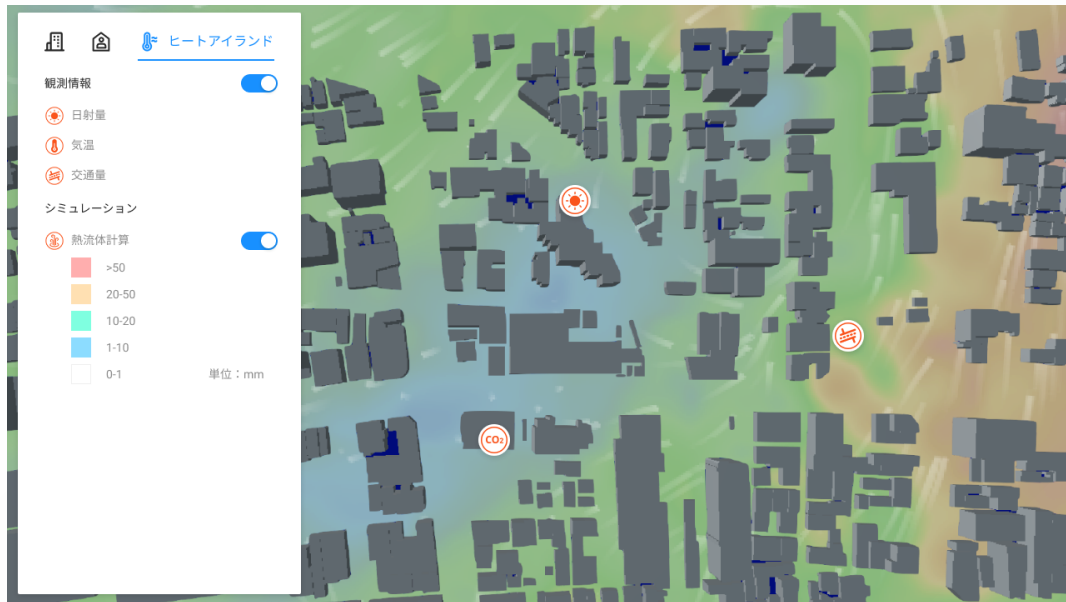 ヒートアイランド
観測情報
日射量
気温
交通量
シミュレーション
熱流体計算
>50
20-50
10-20
1-10
0-1 単位：mm
CO2